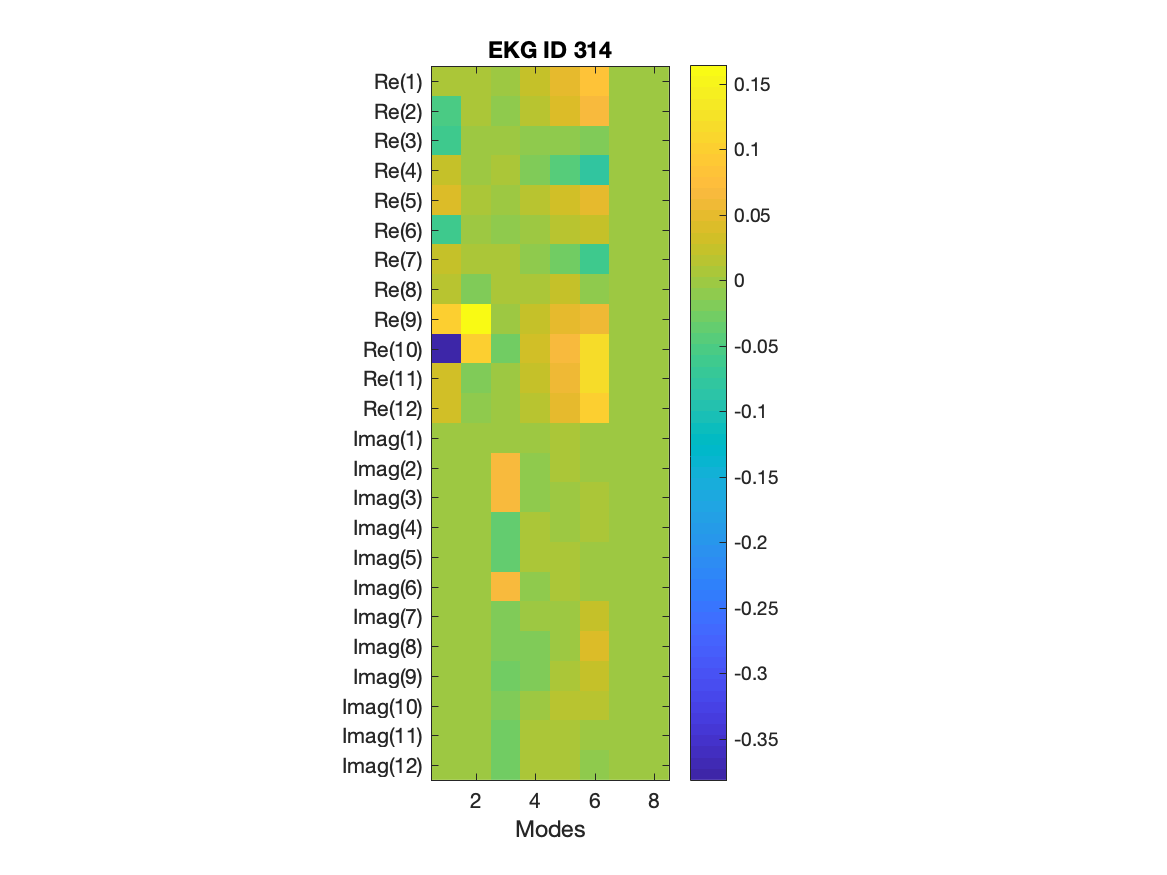 EKG ID 314
Re(1)
Re(2)
Re(3)
Re(4)
Re(5)
Re(6)
Re(7)
Re(8)
Re(9)
Re(10)
Re(11)
Re(12)
Imag(1)
Imag(2)
Imag(3)
Imag(4)
Imag(5)
Imag(6)
Imag(7)
Imag(8)
Imag(9)
Imag(10)
Imag(11)
Imag(12)
2 4 6 8
Modes
0.15
0.1
0.05
0
-0.05
-0.1
-0.15
-0.2
-0.25
-0.3
-0.35